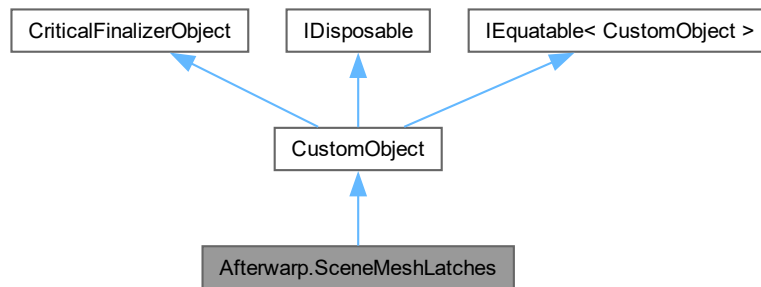 CriticalFinalizerObject IDisposable IEquatable< CustomObject >
CustomObject
Afterwarp.SceneMeshLatches